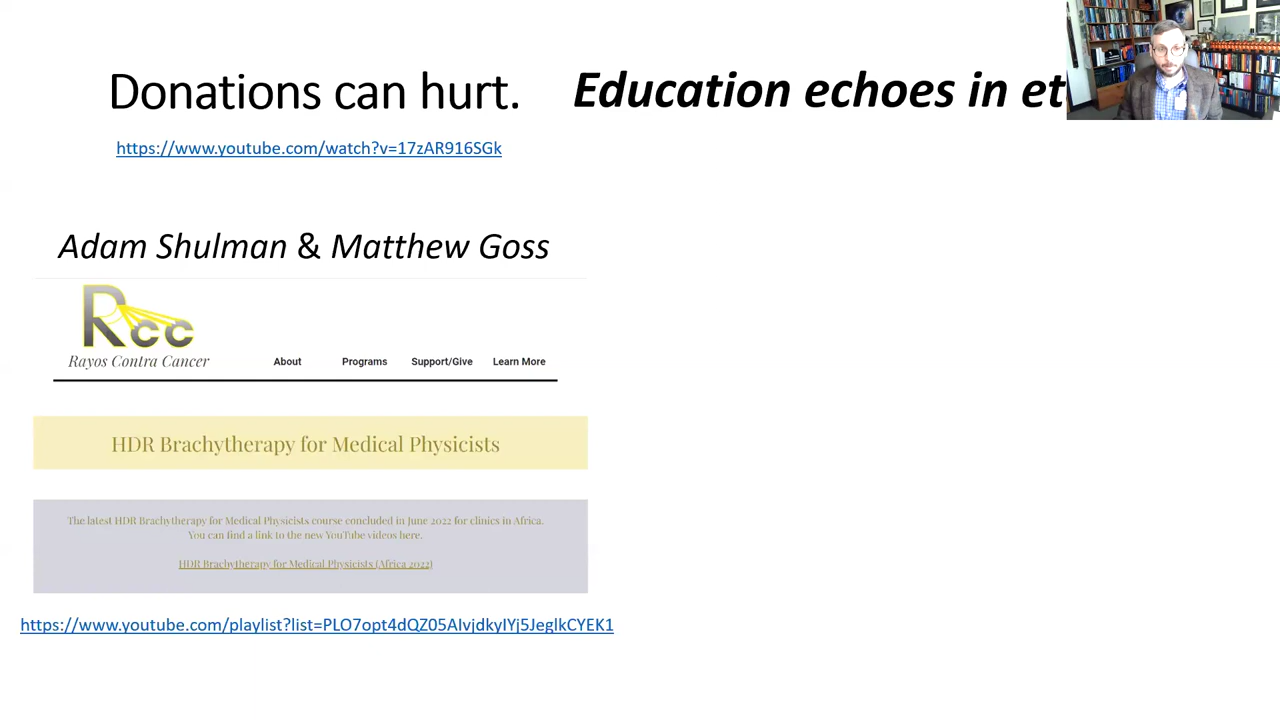 Donations can hurt. Education echoes in et
https://www.youtube.com/watch?v=17zAR916SGk
Adam Shulman & Matthew Goss
Rcc
Rayos Contra Cancer
About Programs Support/Give Learn More
HDR Brachytherapy for Medical Physicists
The latest HDR Brachytherapy for Medical Physicists course concluded in June 2022 for clinics in Africa.
You can find a link to the new YouTube videos here.
HDR Brachytherapy for Medical Physicists (Africa 2022)
https://www.youtube.com/playlist?list=PLO7opt4dQZ05AIvjdkyIYj5JeglkCYEK1